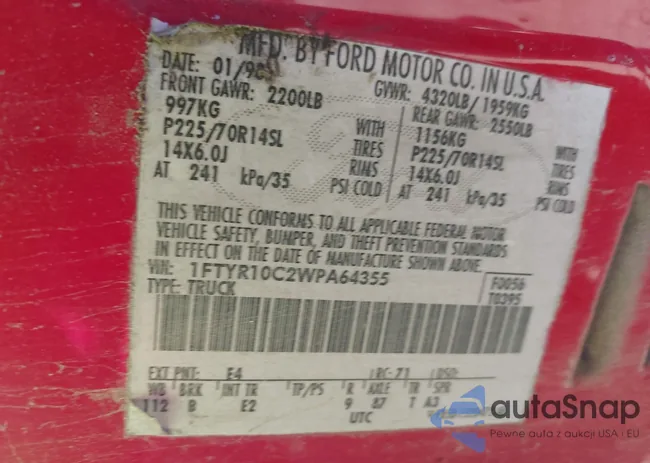 MFD. BY FORD MOTOR CO. IN U.S.A.
DATE: 01/98 GVWR: 4320LB/1959KG
FRONT GAWR: 2200LB REAR GAWR: 2550LB
997KG WITH 1156KG WITH
P225/70R14SL TIRES P225/70R14SL TIRES
14X6.0J RIMS 14X6.0J RIMS
AT 241 kPa/35 PSI COLD AT 241 kPa/35 PSI COLD
THIS VEHICLE CONFORMS TO ALL APPLICABLE FEDERAL MOTOR
VEHICLE SAFETY, BUMPER, AND THEFT PREVENTION STANDARDS
IN EFFECT ON THE DATE OF MANUFACTURE SHOWN ABOVE.
VIN: 1FTYR10C2WPA64355 F0056
TYPE: TRUCK T0395
EXT PNT: E4 RC: 71 DSO:
WB BRK INT TR TP/PS R AXLE TR SPR
112 B E2 9 87 T A3
UTC
autaSnap
Pewne auta z aukcji USA i EU